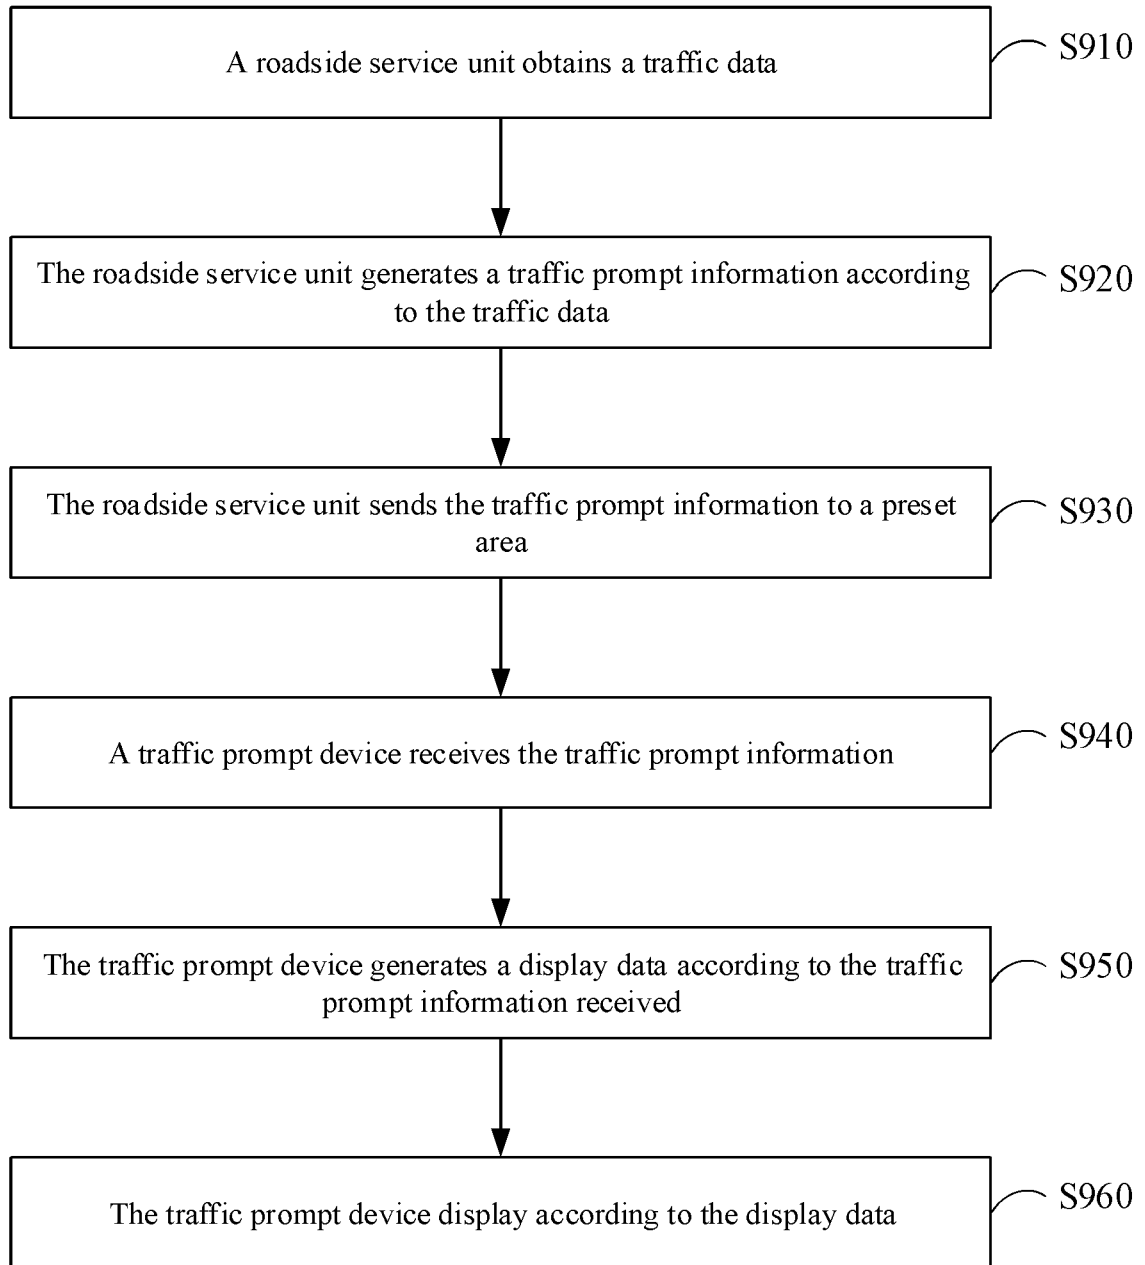 A roadside service unit obtains a traffic data
S910
The roadside service unit generates a traffic prompt information according
to the traffic data
S920
The roadside service unit sends the traffic prompt information to a preset
area
S930
A traffic prompt device receives the traffic prompt information
S940
The traffic prompt device generates a display data according to the traffic
prompt information received
S950
The traffic prompt device display according to the display data
S960